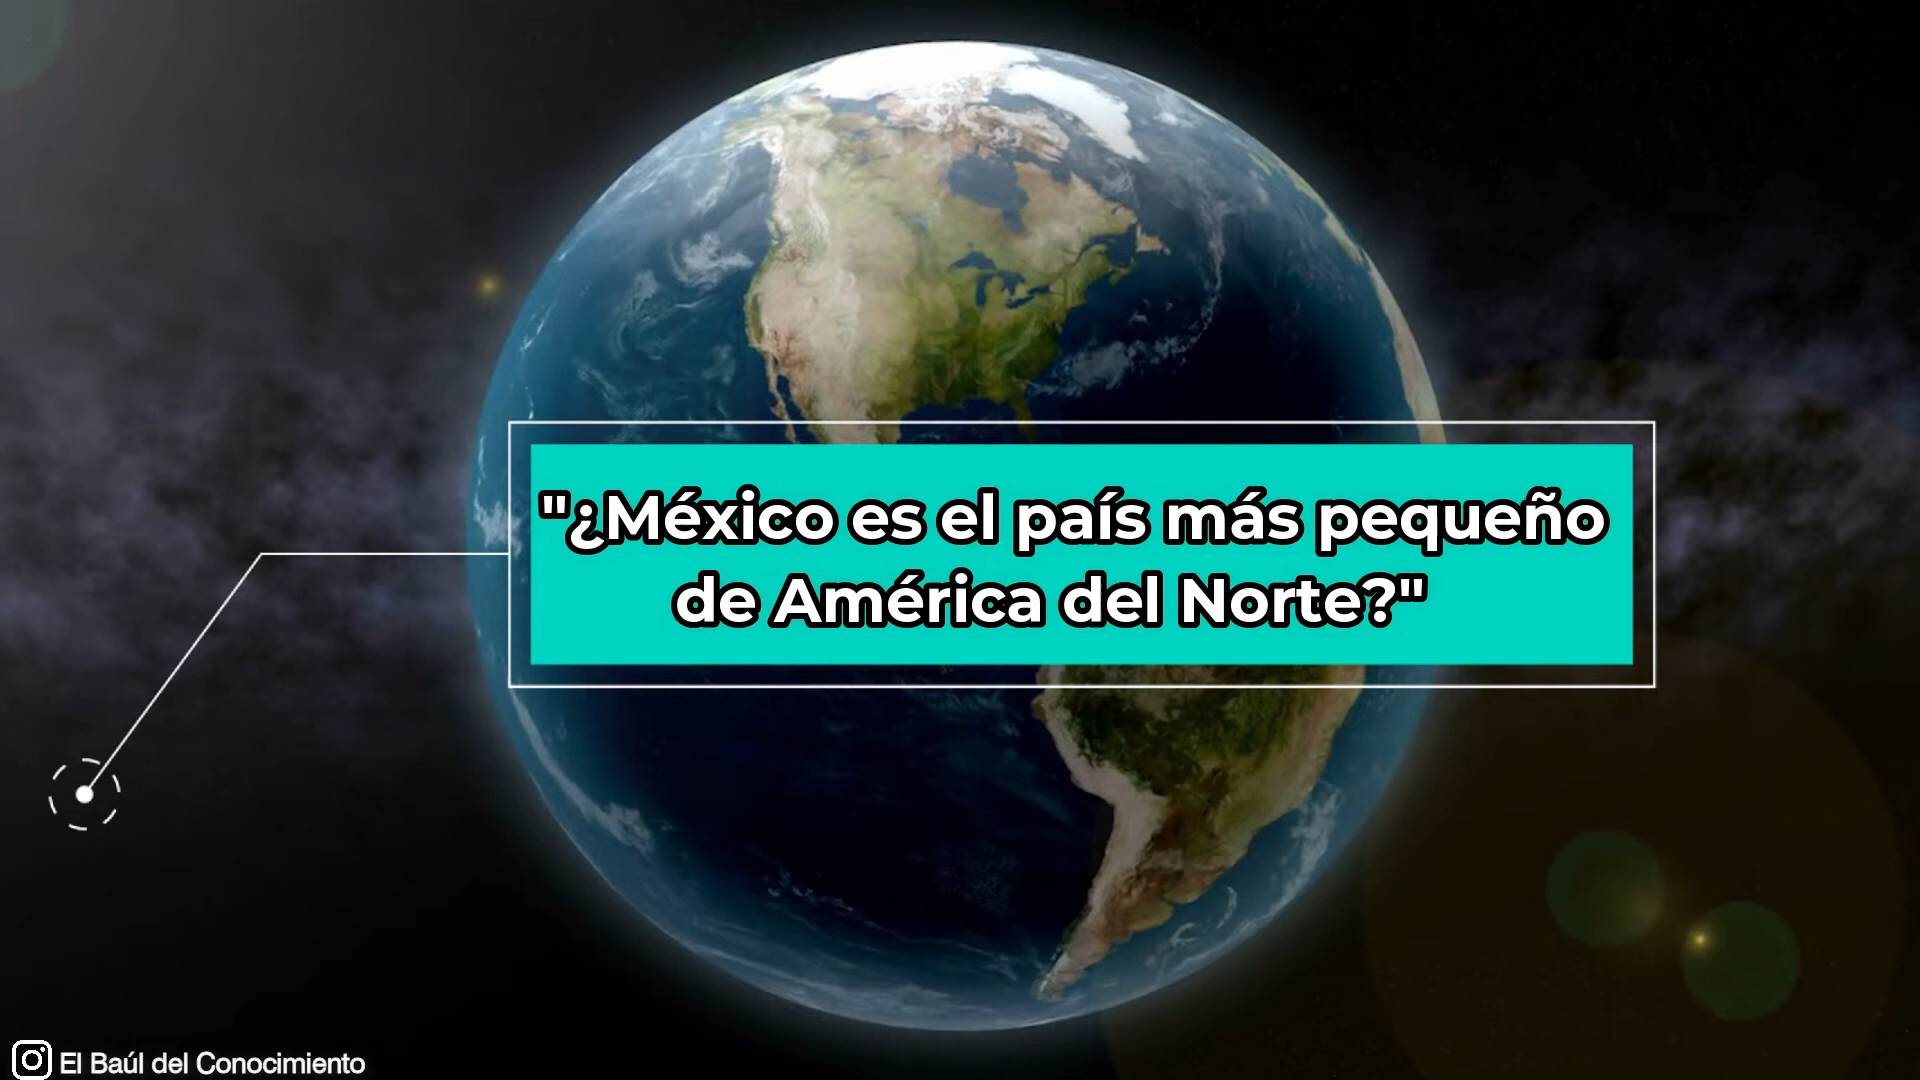 "¿México es el país más pequeño
de América del Norte?"
El Baúl del Conocimiento